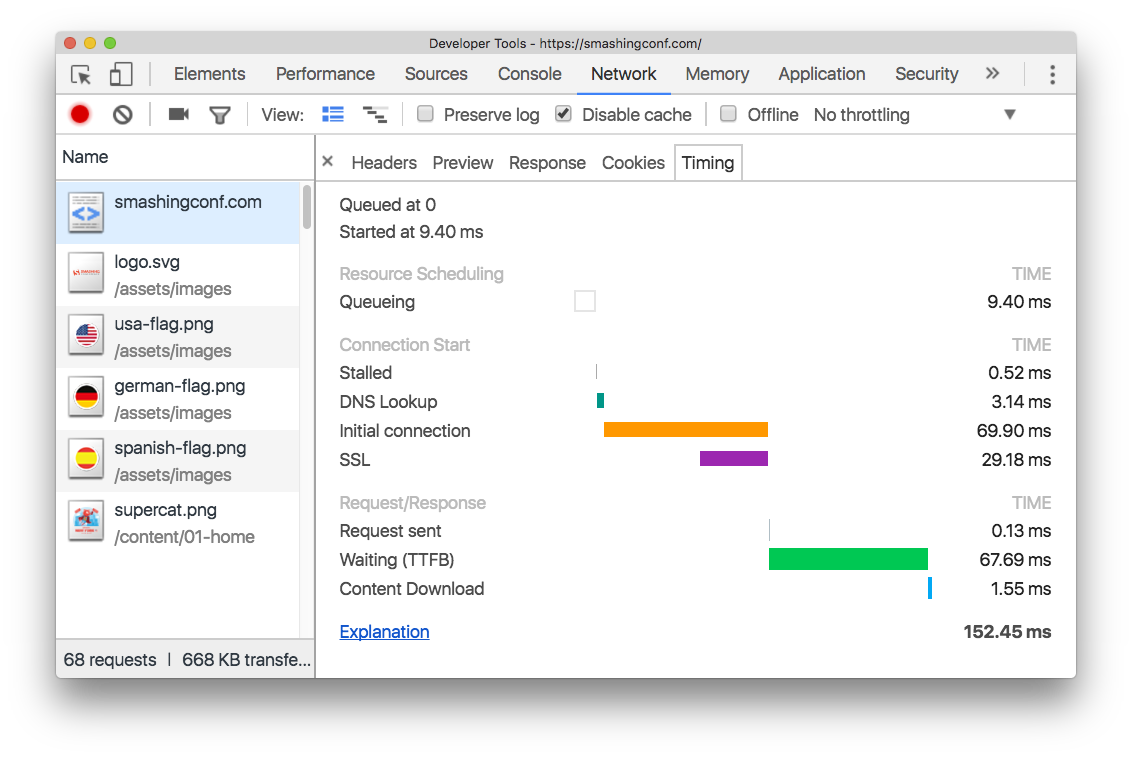 Developer Tools - https://smashingconf.com/
Elements Performance Sources Console Network Memory Application Security »
View: Preserve log Disable cache Offline No throttling
Name
smashingconf.com
logo.svg
/assets/images
usa-flag.png
/assets/images
german-flag.png
/assets/images
spanish-flag.png
/assets/images
supercat.png
/content/01-home
68 requests | 668 KB transfe...
× Headers Preview Response Cookies Timing
Queued at 0
Started at 9.40 ms
Resource Scheduling TIME
Queueing 9.40 ms
Connection Start TIME
Stalled 0.52 ms
DNS Lookup 3.14 ms
Initial connection 69.90 ms
SSL 29.18 ms
Request/Response TIME
Request sent 0.13 ms
Waiting (TTFB) 67.69 ms
Content Download 1.55 ms
Explanation 152.45 ms